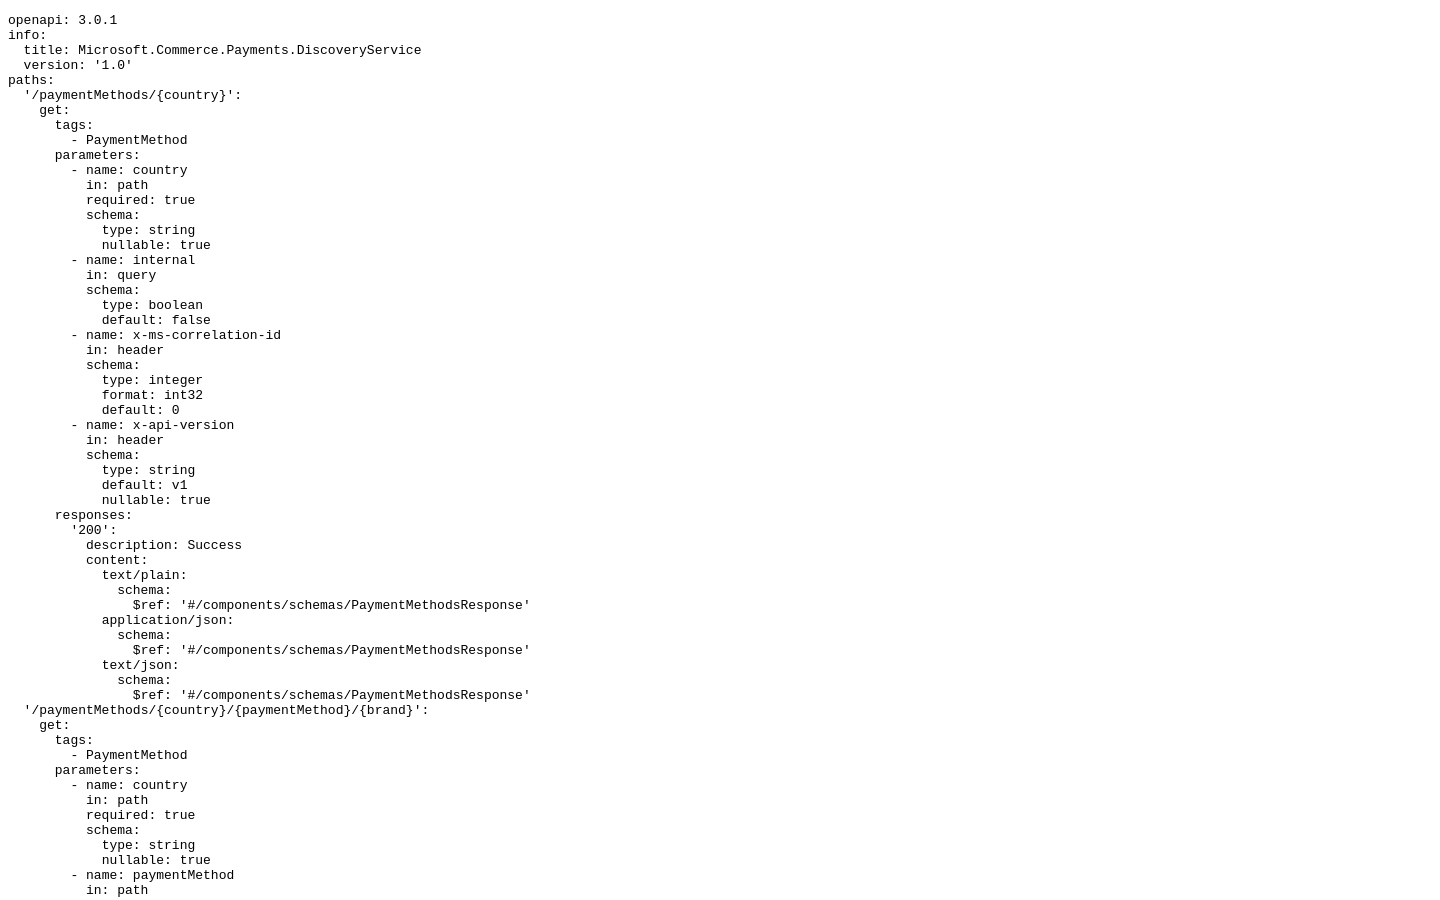 openapi: 3.0.1
info:
  title: Microsoft.Commerce.Payments.DiscoveryService
  version: '1.0'
paths:
  '/paymentMethods/{country}':
    get:
      tags:
        - PaymentMethod
      parameters:
        - name: country
          in: path
          required: true
          schema:
            type: string
            nullable: true
        - name: internal
          in: query
          schema:
            type: boolean
            default: false
        - name: x-ms-correlation-id
          in: header
          schema:
            type: integer
            format: int32
            default: 0
        - name: x-api-version
          in: header
          schema:
            type: string
            default: v1
            nullable: true
      responses:
        '200':
          description: Success
          content:
            text/plain:
              schema:
                $ref: '#/components/schemas/PaymentMethodsResponse'
            application/json:
              schema:
                $ref: '#/components/schemas/PaymentMethodsResponse'
            text/json:
              schema:
                $ref: '#/components/schemas/PaymentMethodsResponse'
  '/paymentMethods/{country}/{paymentMethod}/{brand}':
    get:
      tags:
        - PaymentMethod
      parameters:
        - name: country
          in: path
          required: true
          schema:
            type: string
            nullable: true
        - name: paymentMethod
          in: path